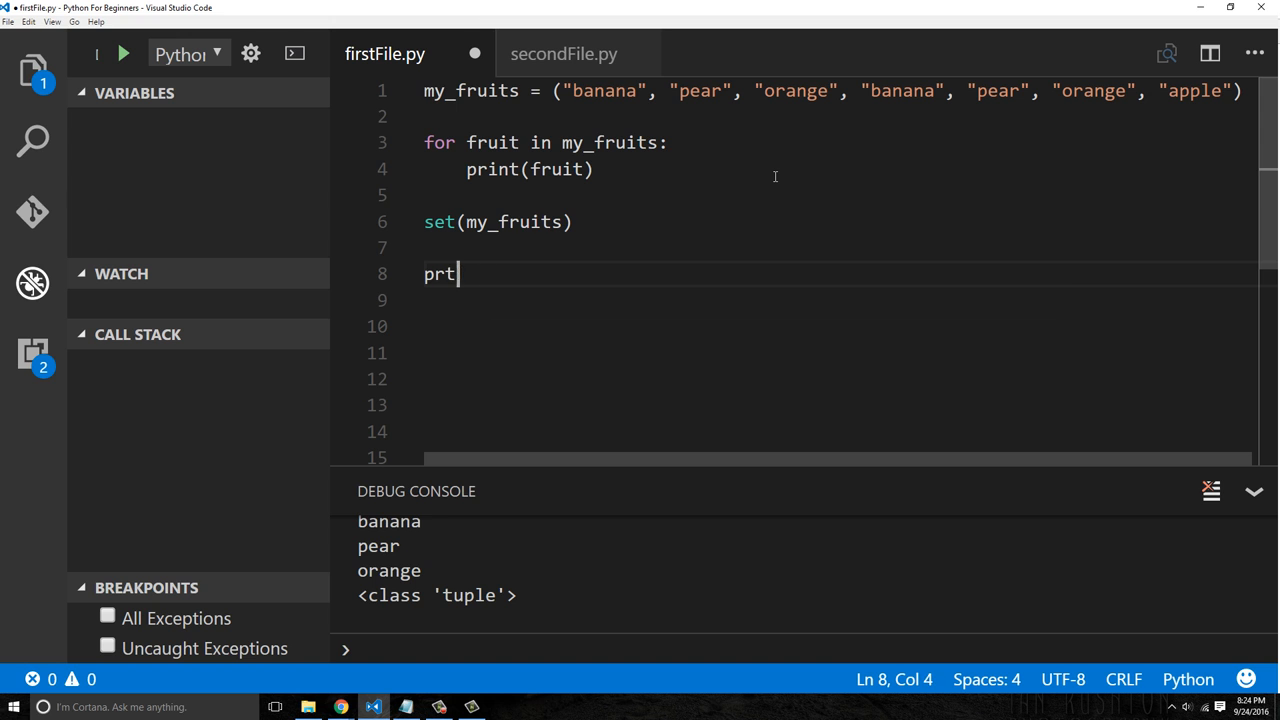 firstFile.py - Python For Beginners - Visual Studio Code
File Edit View Go Help
Python
firstFile.py
secondFile.py
1
VARIABLES
WATCH
CALL STACK
2
BREAKPOINTS
All Exceptions
Uncaught Exceptions
1 my_fruits = ("banana", "pear", "orange", "banana", "pear", "orange", "apple")
2
3 for fruit in my_fruits:
4 print(fruit)
5
6 set(my_fruits)
7
8 prt
9
10
11
12
13
14
15
DEBUG CONSOLE
banana
pear
orange
<class 'tuple'>
0 0
Ln 8, Col 4 Spaces: 4 UTF-8 CRLF Python
I'm Cortana. Ask me anything.
8:24 PM
9/24/2016